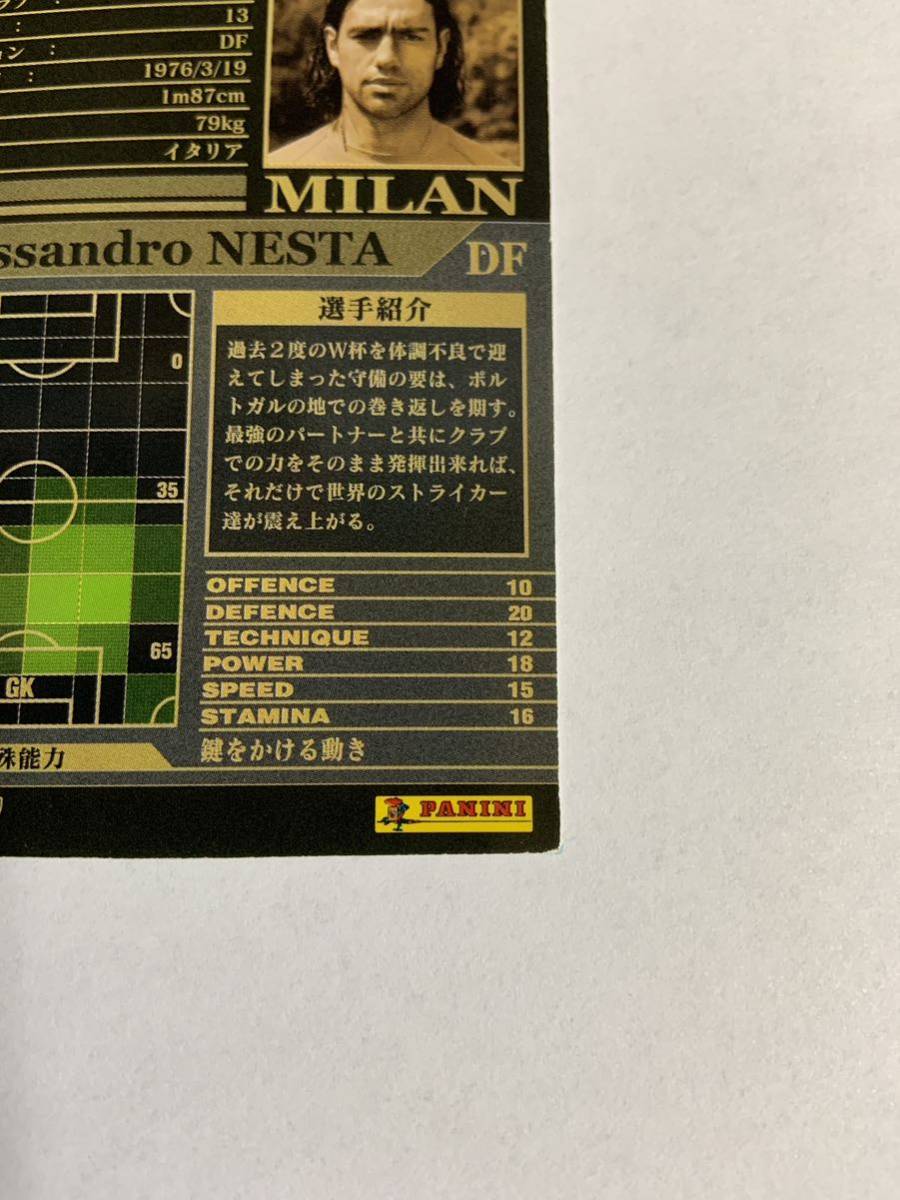 13
ョン : DF
: 1976/3/19
1m87cm
79kg
イタリア
MILAN
ssandro NESTA DF
選手紹介
過去２度のW杯を体調不良で迎
えてしまった守備の要は、ポル
トガルの地での巻き返しを期す。
最強のパートナーと共にクラブ
での力をそのまま発揮出来れば、
それだけで世界のストライカー
達が震え上がる。
0
35
65
GK
OFFENCE 10
DEFENCE 20
TECHNIQUE 12
POWER 18
SPEED 15
STAMINA 16
殊能力 鍵をかける動き
PANINI